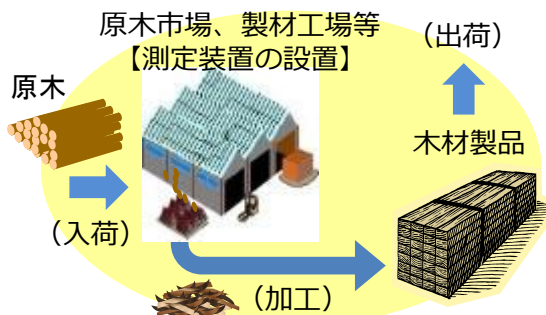 原木市場、製材工場等
【測定装置の設置】
(出荷)
原木
木材製品
(入荷)
(加工)